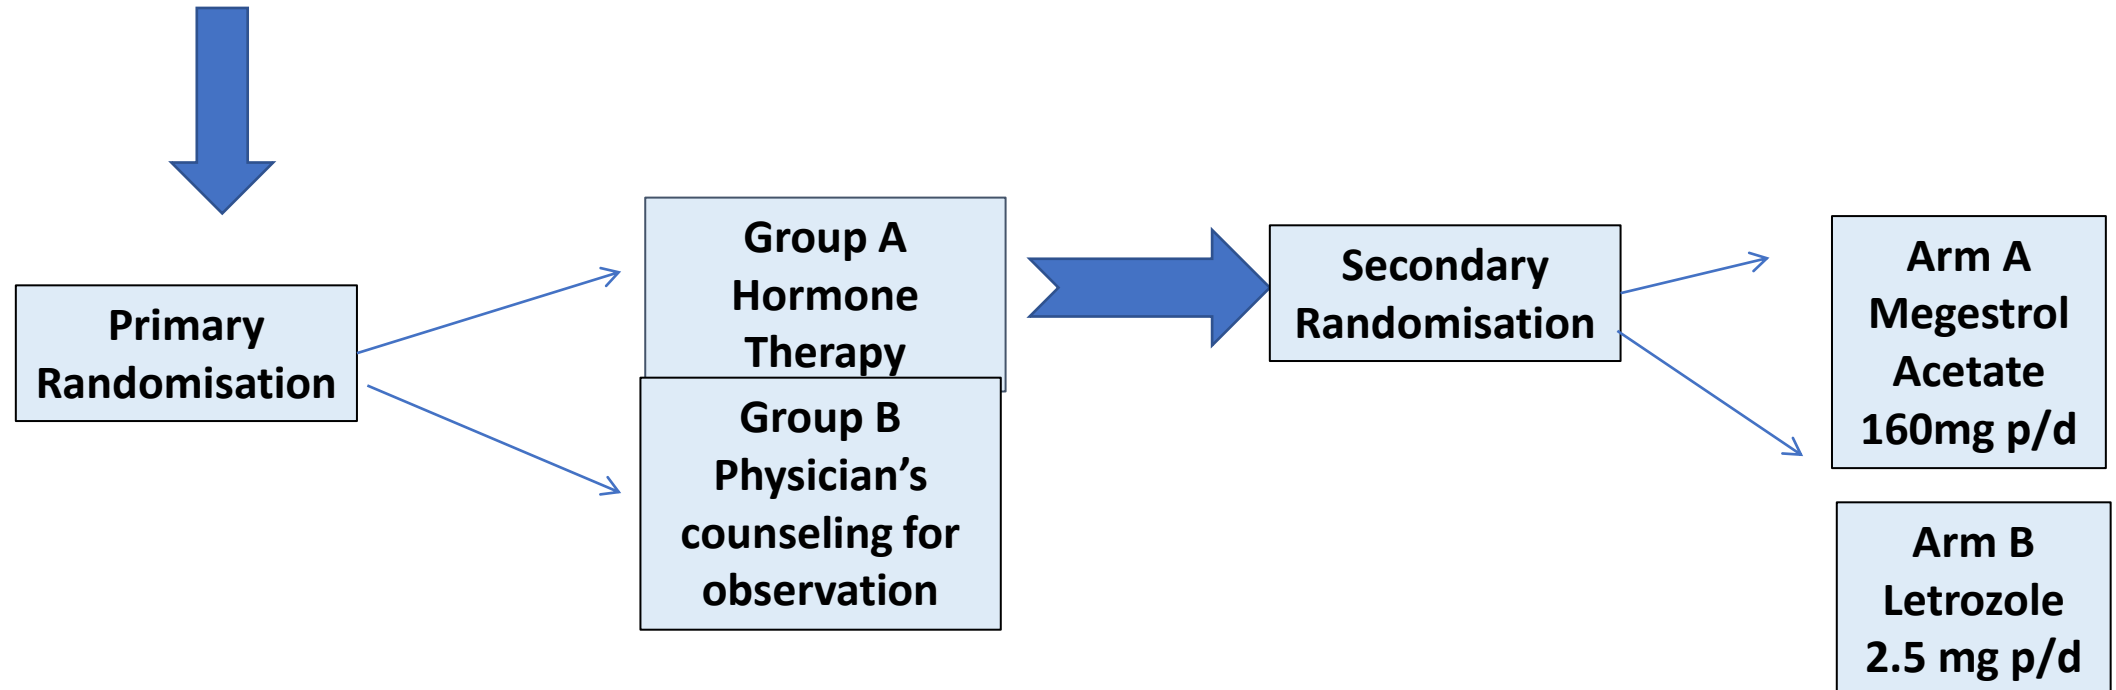 Primary
Randomisation
Group A
Hormone
Therapy
Group B
Physician’s
counseling for
observation
Secondary
Randomisation
Arm A
Megestrol
Acetate
160mg p/d
Arm B
Letrozole
2.5 mg p/d